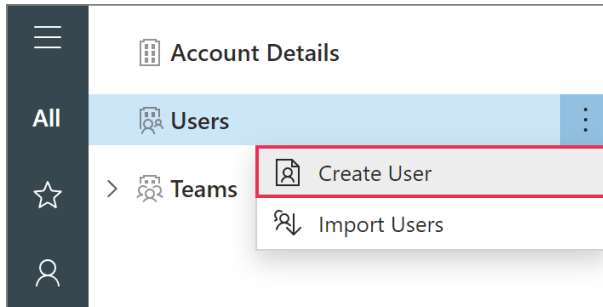 Account Details
All
Users
Create User
Teams
Import Users